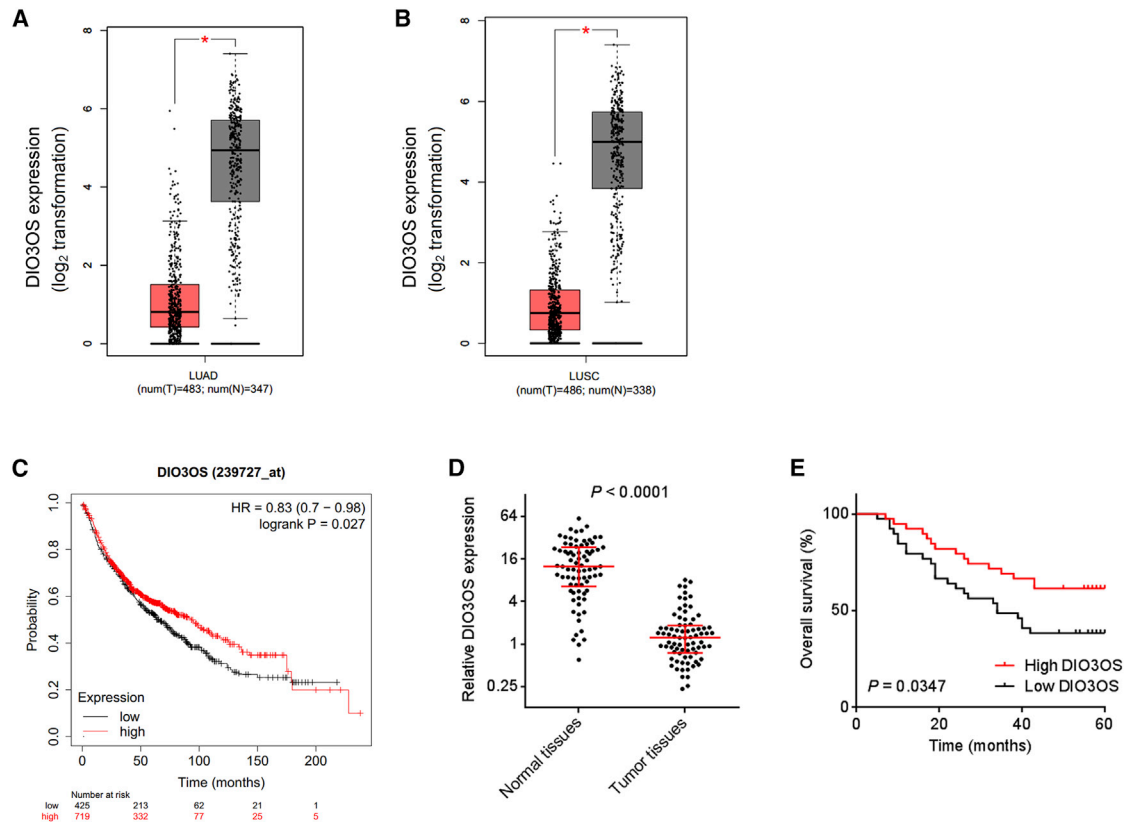 A
DIO3OS expression
(log2 transformation)
8
6
4
2
0
*
LUAD
(num(T)=483; num(N)=347)
B
DIO3OS expression
(log2 transformation)
8
6
4
2
0
*
LUSC
(num(T)=486; num(N)=338)
C
DIO3OS (239727_at)
HR = 0.83 (0.7 − 0.98)
logrank P = 0.027
Probability
1.0
0.8
0.6
0.4
0.2
0.0
Expression
low
high
0 50 100 150 200
Time (months)
Number at risk
low 425 213 62 21 1
high 719 332 77 25 5
D
P < 0.0001
Relative DIO3OS expression
64
16
4
1
0.25
Normal tissues
Tumor tissues
E
Overall survival (%)
100
50
0
High DIO3OS
Low DIO3OS
P = 0.0347
0 20 40 60
Time (months)